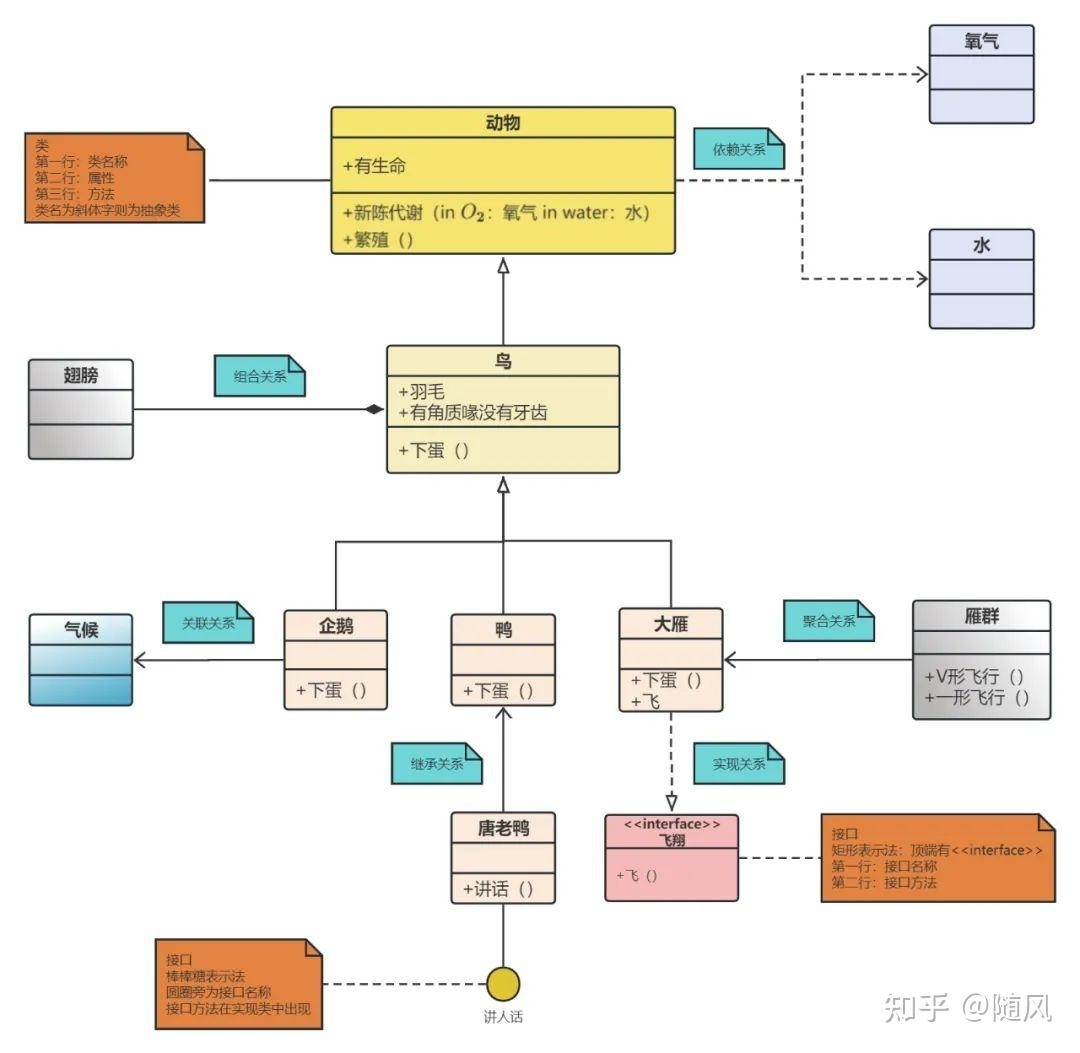 氧气
动物
依赖关系
类
第一行：类名称
第二行：属性
第三行：方法
类名为斜体字则为抽象类
+有生命
+新陈代谢（in O₂：氧气 in water：水）
+繁殖（）
水
鸟
翅膀
组合关系
+羽毛
+有角质喙没有牙齿
+下蛋（）
气候
关联关系
企鹅
+下蛋（）
鸭
+下蛋（）
大雁
+下蛋（）
+飞
聚合关系
雁群
+V形飞行（）
+一形飞行（）
继承关系
实现关系
唐老鸭
+讲话（）
<<interface>>
飞翔
+飞（）
接口
矩形表示法：顶端有<<interface>>
第一行：接口名称
第二行：接口方法
接口
棒棒糖表示法
圆圈旁为接口名称
接口方法在实现类中出现
讲人话
知乎 @随风